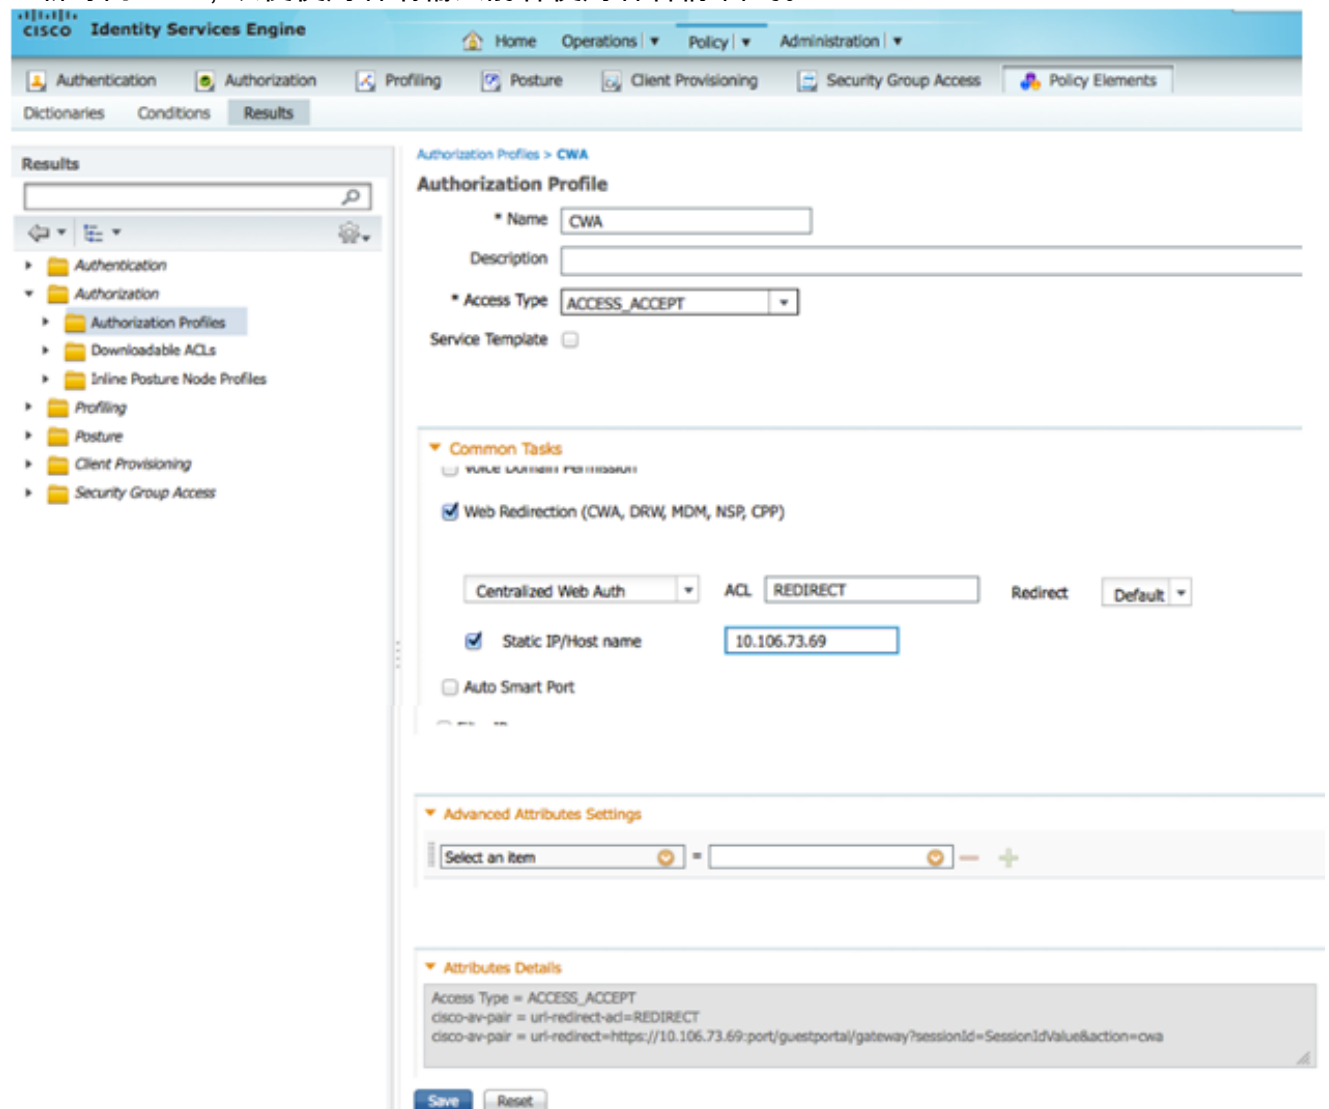 CISCO Identity Services Engine
Home Operations Policy Administration
Authentication Authorization Profiling Posture Client Provisioning Security Group Access Policy Elements
Dictionaries Conditions Results
Results
Authorization Profiles > CWA
Authorization Profile
* Name CWA
Description
* Access Type ACCESS_ACCEPT
Service Template
Authentication
Authorization
Authorization Profiles
Downloadable ACLs
Inline Posture Node Profiles
Profiling
Posture
Client Provisioning
Security Group Access
Common Tasks
Voice Domain Permission
Web Redirection (CWA, DRW, MDM, NSP, CPP)
Centralized Web Auth ACL REDIRECT Redirect Default
Static IP/Host name 10.106.73.69
Auto Smart Port
Advanced Attributes Settings
Select an item =
Attributes Details
Access Type = ACCESS_ACCEPT
cisco-av-pair = url-redirect-acl=REDIRECT
cisco-av-pair = url-redirect=https://10.106.73.69:port/guestportal/gateway?sessionId=SessionIdValue&action=cwa
Save Reset